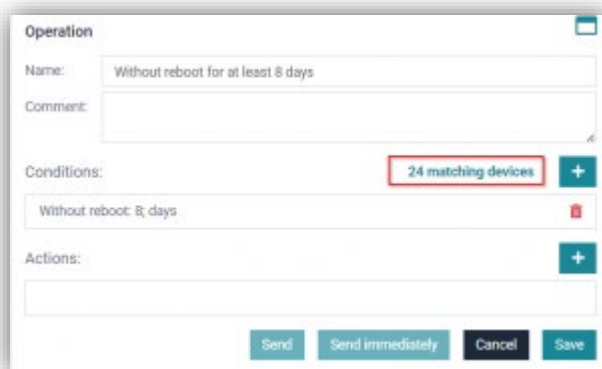 Operation
Name: Without reboot for at least 8 days
Comment:
Conditions: 24 matching devices +
Without reboot: 8; days
Actions: +
Send Send immediately Cancel Save